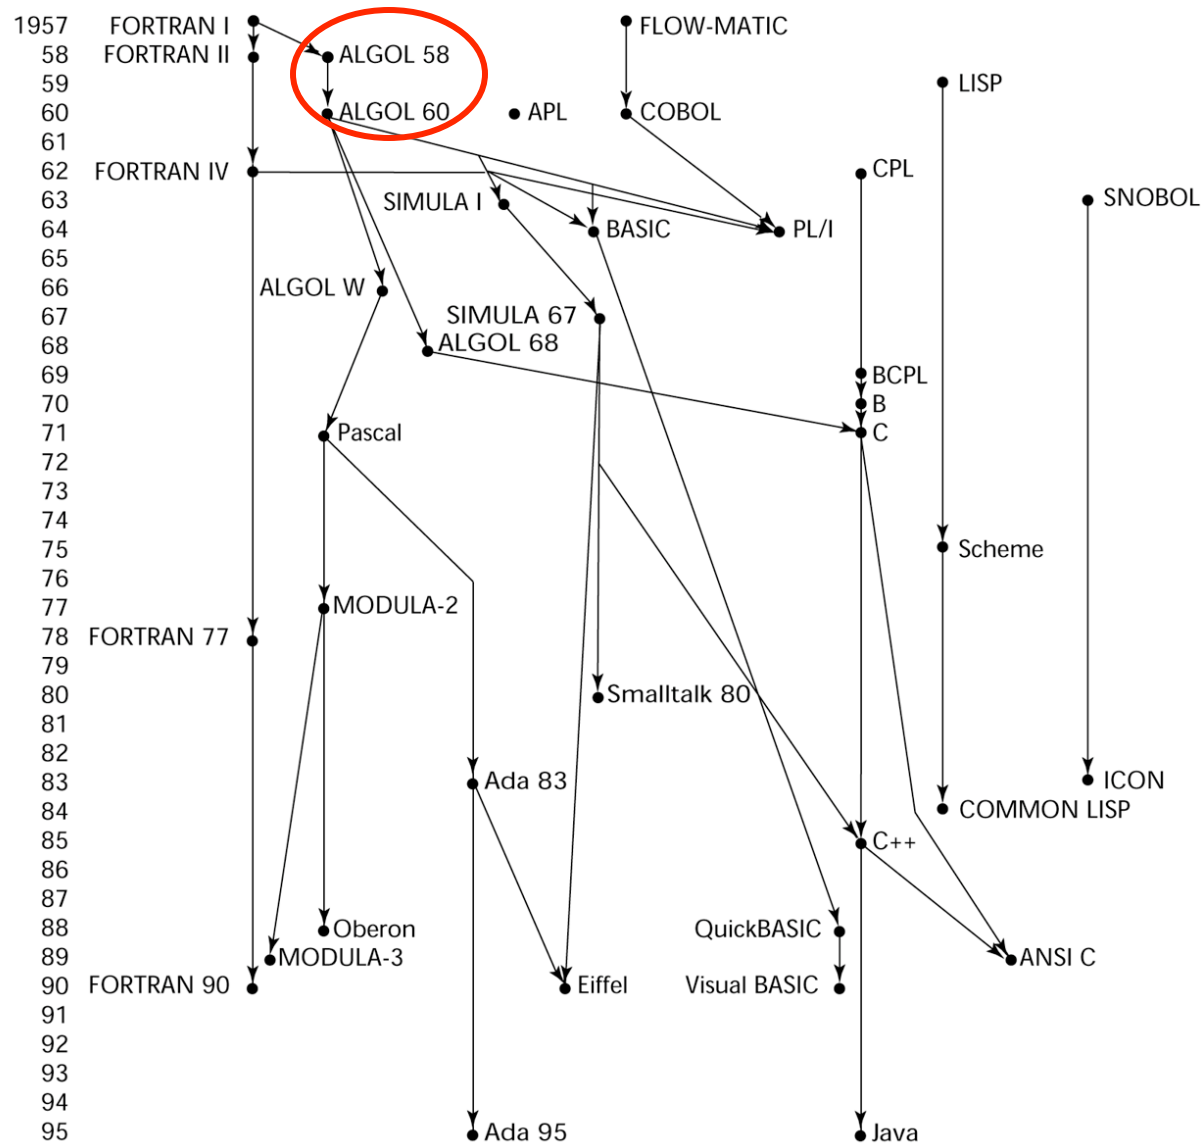 1957 FORTRAN I FLOW-MATIC
58 FORTRAN II ALGOL 58
59 LISP
60 ALGOL 60 APL COBOL
61
62 FORTRAN IV CPL
63 SIMULA I SNOBOL
64 BASIC PL/I
65
66 ALGOL W
67 SIMULA 67
68 ALGOL 68
69 BCPL
70 B
71 Pascal C
72
73
74
75 Scheme
76
77 MODULA-2
78 FORTRAN 77
79
80 Smalltalk 80
81
82
83 Ada 83 ICON
84 COMMON LISP
85 C++
86
87
88 Oberon QuickBASIC
89 MODULA-3 ANSI C
90 FORTRAN 90 Eiffel Visual BASIC
91
92
93
94
95 Ada 95 Java